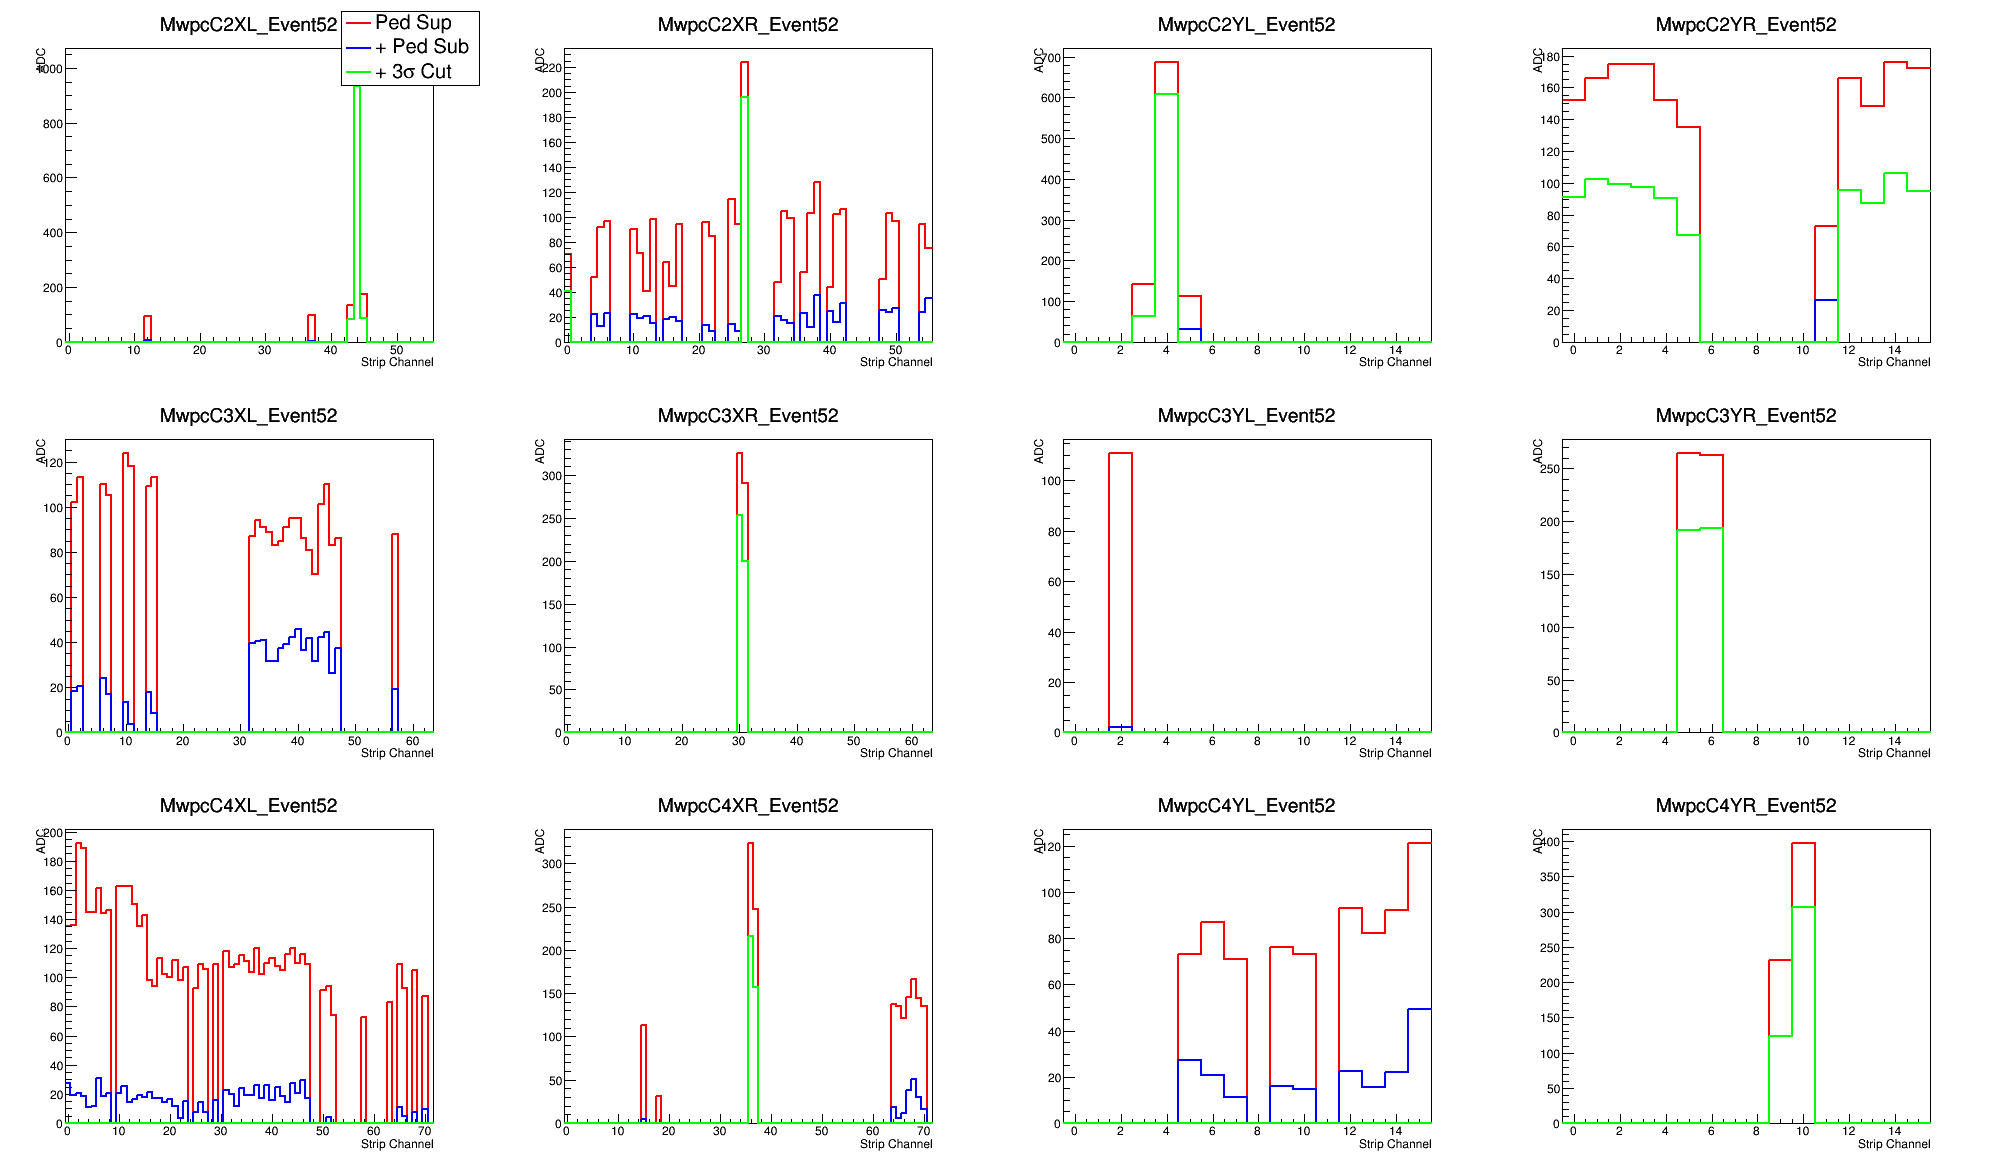 MwpcC2XL_Event52
Ped Sup
+ Ped Sub
+ 3σ Cut
ADC
1000
800
600
400
200
0
0 10 20 30 40 50
Strip Channel
MwpcC2XR_Event52
ADC
220
200
180
160
140
120
100
80
60
40
20
0
0 10 20 30 40 50
Strip Channel
MwpcC2YL_Event52
ADC
700
600
500
400
300
200
100
0
0 2 4 6 8 10 12 14
Strip Channel
MwpcC2YR_Event52
ADC
180
160
140
120
100
80
60
40
20
0
0 2 4 6 8 10 12 14
Strip Channel
MwpcC3XL_Event52
ADC
120
100
80
60
40
20
0
0 10 20 30 40 50 60
Strip Channel
MwpcC3XR_Event52
ADC
300
250
200
150
100
50
0
0 10 20 30 40 50 60
Strip Channel
MwpcC3YL_Event52
ADC
100
80
60
40
20
0
0 2 4 6 8 10 12 14
Strip Channel
MwpcC3YR_Event52
ADC
250
200
150
100
50
0
0 2 4 6 8 10 12 14
Strip Channel
MwpcC4XL_Event52
ADC
200
180
160
140
120
100
80
60
40
20
0
0 10 20 30 40 50 60 70
Strip Channel
MwpcC4XR_Event52
ADC
300
250
200
150
100
50
0
0 10 20 30 40 50 60 70
Strip Channel
MwpcC4YL_Event52
ADC
120
100
80
60
40
20
0
0 2 4 6 8 10 12 14
Strip Channel
MwpcC4YR_Event52
ADC
400
350
300
250
200
150
100
50
0
0 2 4 6 8 10 12 14
Strip Channel